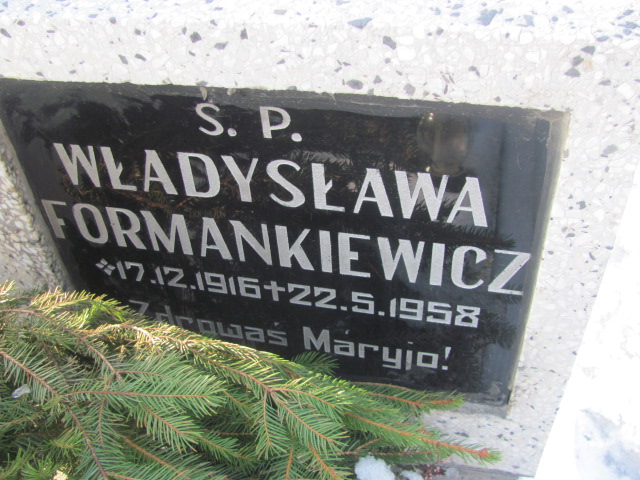 Ś. P.
WŁADYSŁAWA
FORMANKIEWICZ
*17.12.1916 +22.5.1958
Zdrowaś Maryjo!